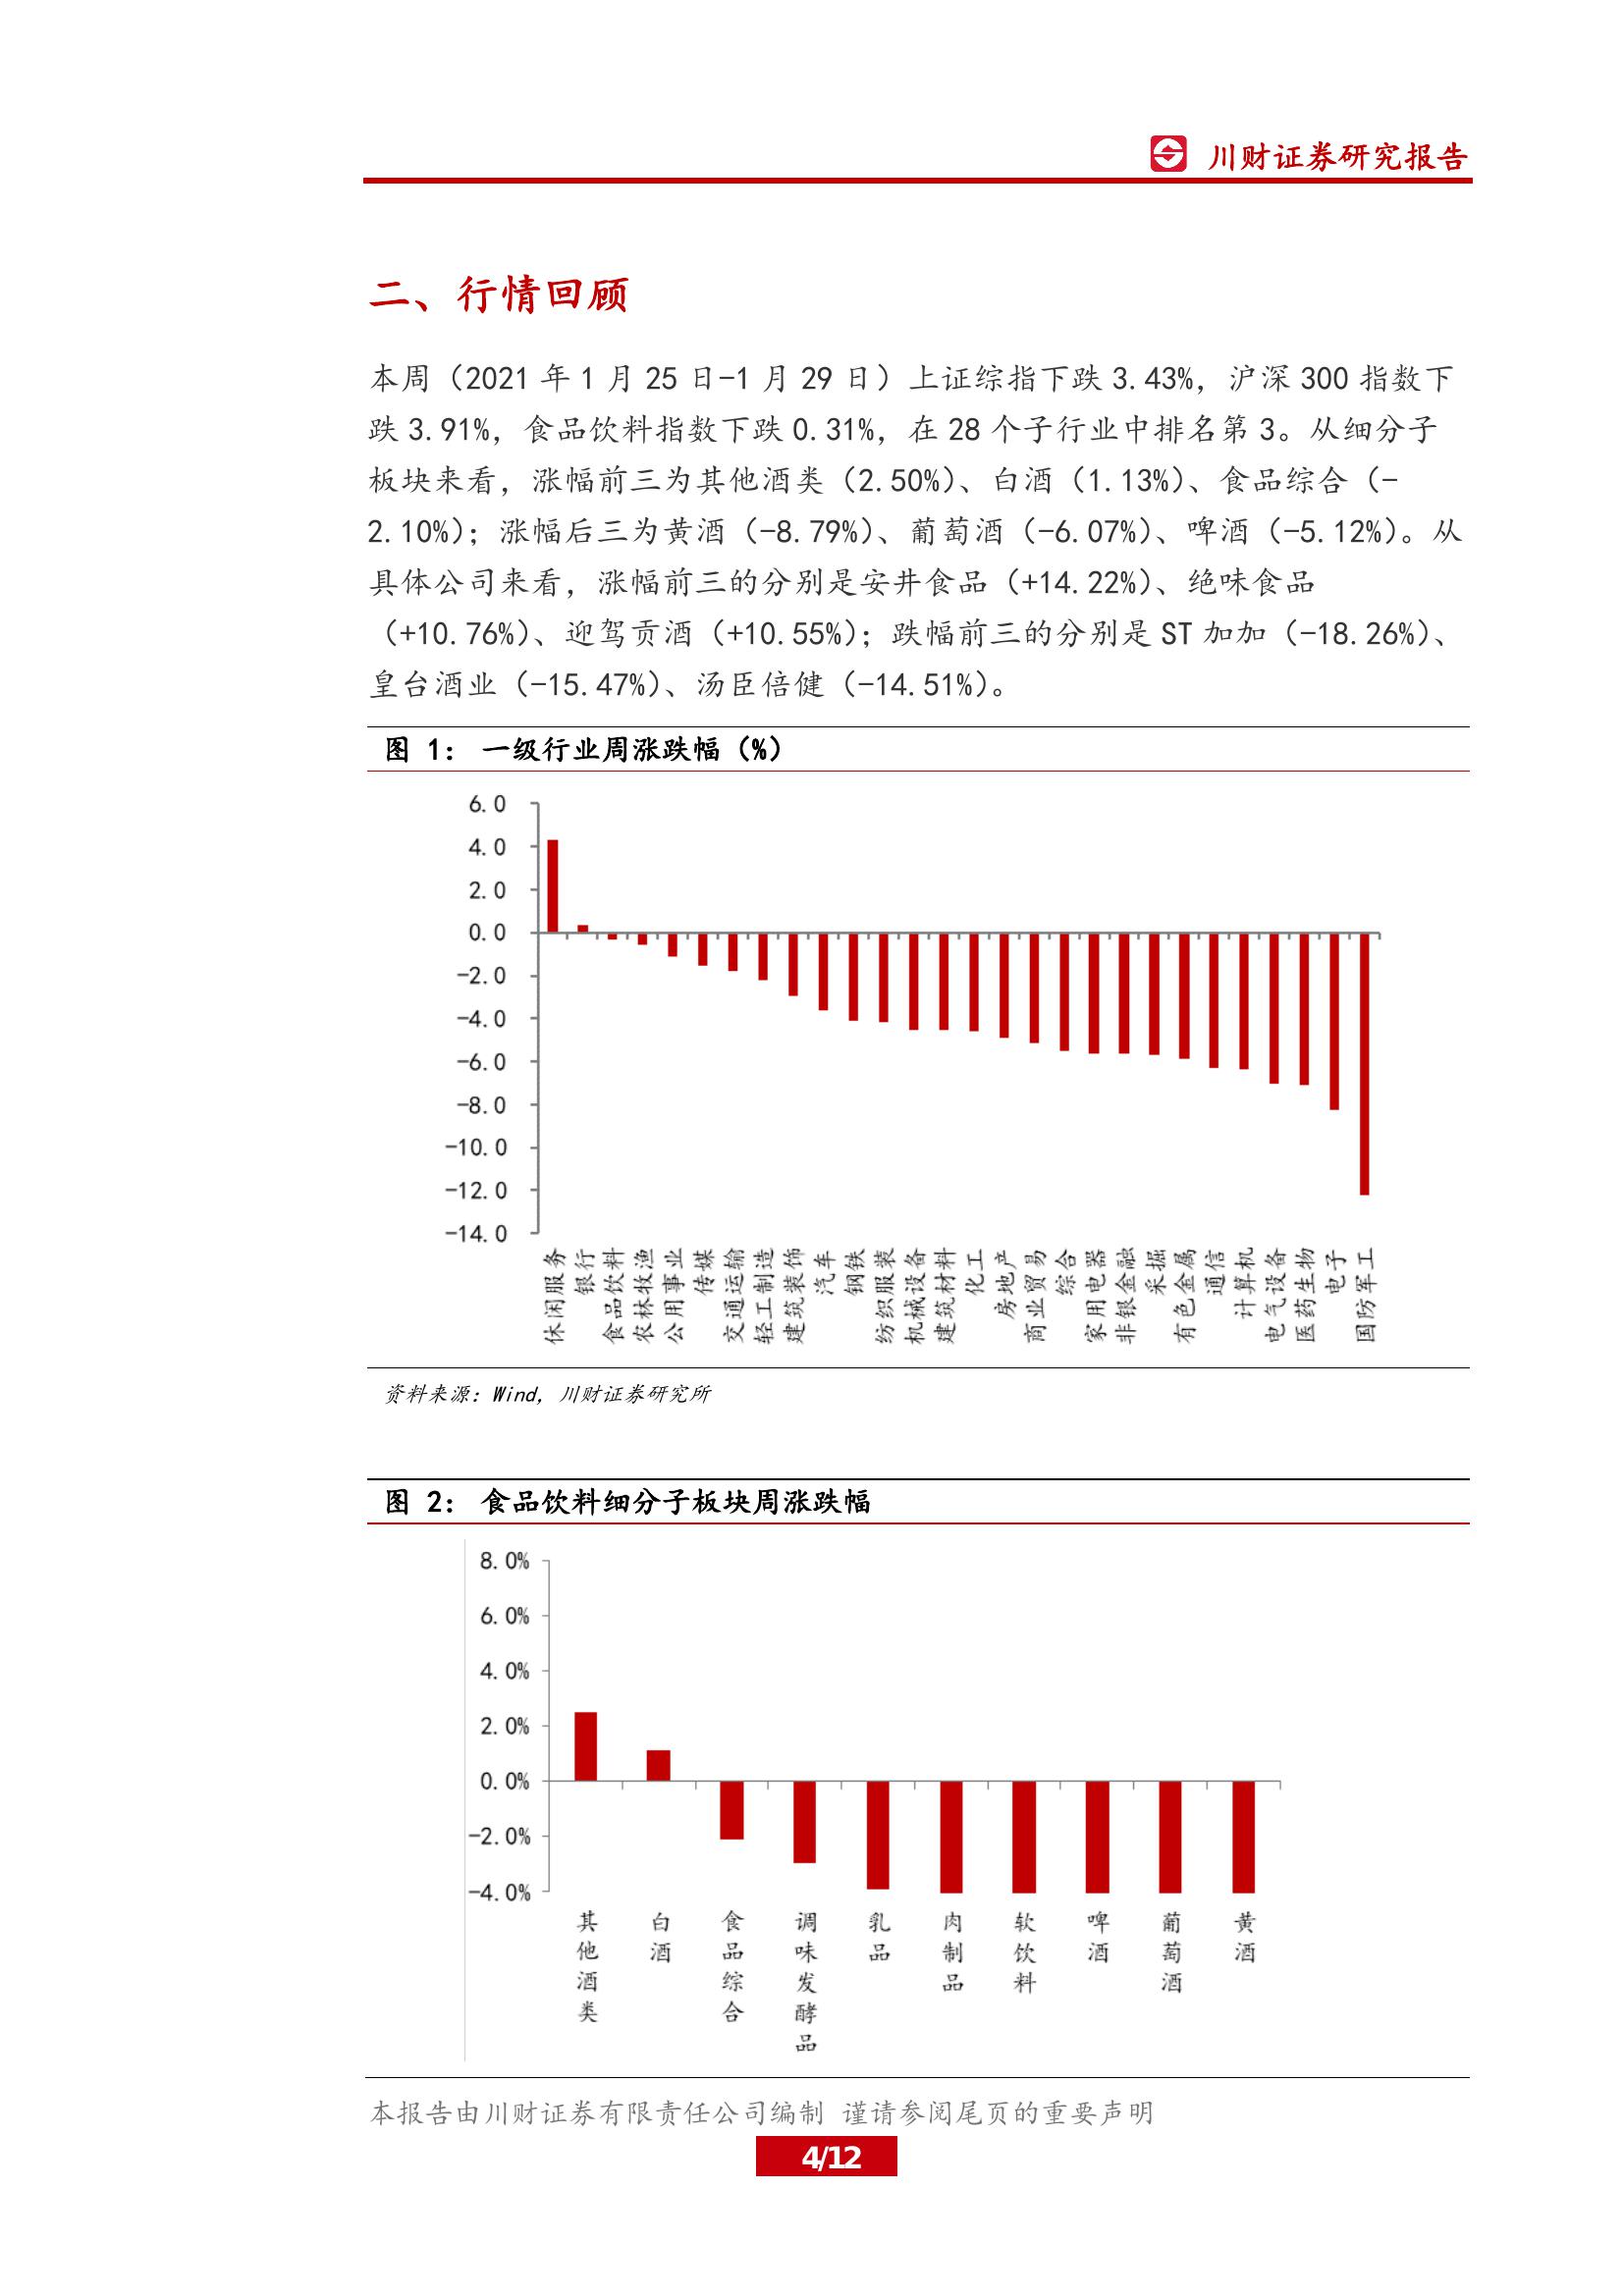 川财证券研究报告
二、行情回顾
本周（2021 年 1 月 25 日-1 月 29 日）上证综指下跌 3.43%，沪深 300 指数下
跌 3.91%，食品饮料指数下跌 0.31%，在 28 个子行业中排名第 3。从细分子
板块来看，涨幅前三为其他酒类（2.50%）、白酒（1.13%）、食品综合（-
2.10%）；涨幅后三为黄酒（-8.79%）、葡萄酒（-6.07%）、啤酒（-5.12%）。从
具体公司来看，涨幅前三的分别是安井食品（+14.22%）、绝味食品
（+10.76%）、迎驾贡酒（+10.55%）；跌幅前三的分别是 ST 加加（-18.26%）、
皇台酒业（-15.47%）、汤臣倍健（-14.51%）。
图 1： 一级行业周涨跌幅（%）
6.0
4.0
2.0
0.0
-2.0
-4.0
-6.0
-8.0
-10.0
-12.0
-14.0
休闲服务
银行
食品饮料
农林牧渔
公用事业
传媒
交通运输
轻工制造
建筑装饰
汽车
钢铁
纺织服装
机械设备
建筑材料
化工
房地产
商业贸易
综合
家用电器
非银金融
采掘
有色金属
通信
计算机
电气设备
医药生物
电子
国防军工
资料来源：Wind，川财证券研究所
图 2： 食品饮料细分子板块周涨跌幅
8.0%
6.0%
4.0%
2.0%
0.0%
-2.0%
-4.0%
其他酒类
白酒
食品综合
调味发酵品
乳品
肉制品
软饮料
啤酒
葡萄酒
黄酒
本报告由川财证券有限责任公司编制 谨请参阅尾页的重要声明
4/12